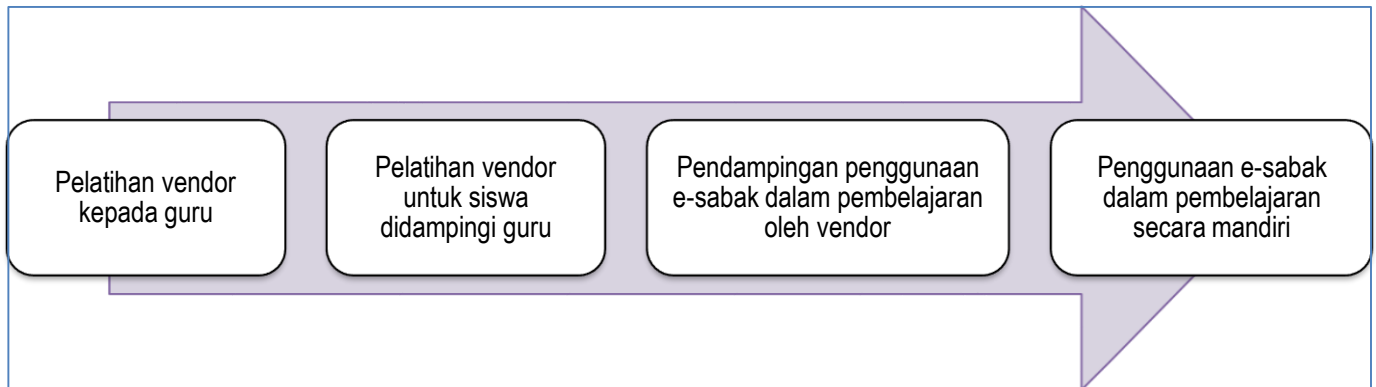 Pelatihan vendor
kepada guru
Pelatihan vendor
untuk siswa
didampingi guru
Pendampingan penggunaan
e-sabak dalam pembelajaran
oleh vendor
Penggunaan e-sabak
dalam pembelajaran
secara mandiri